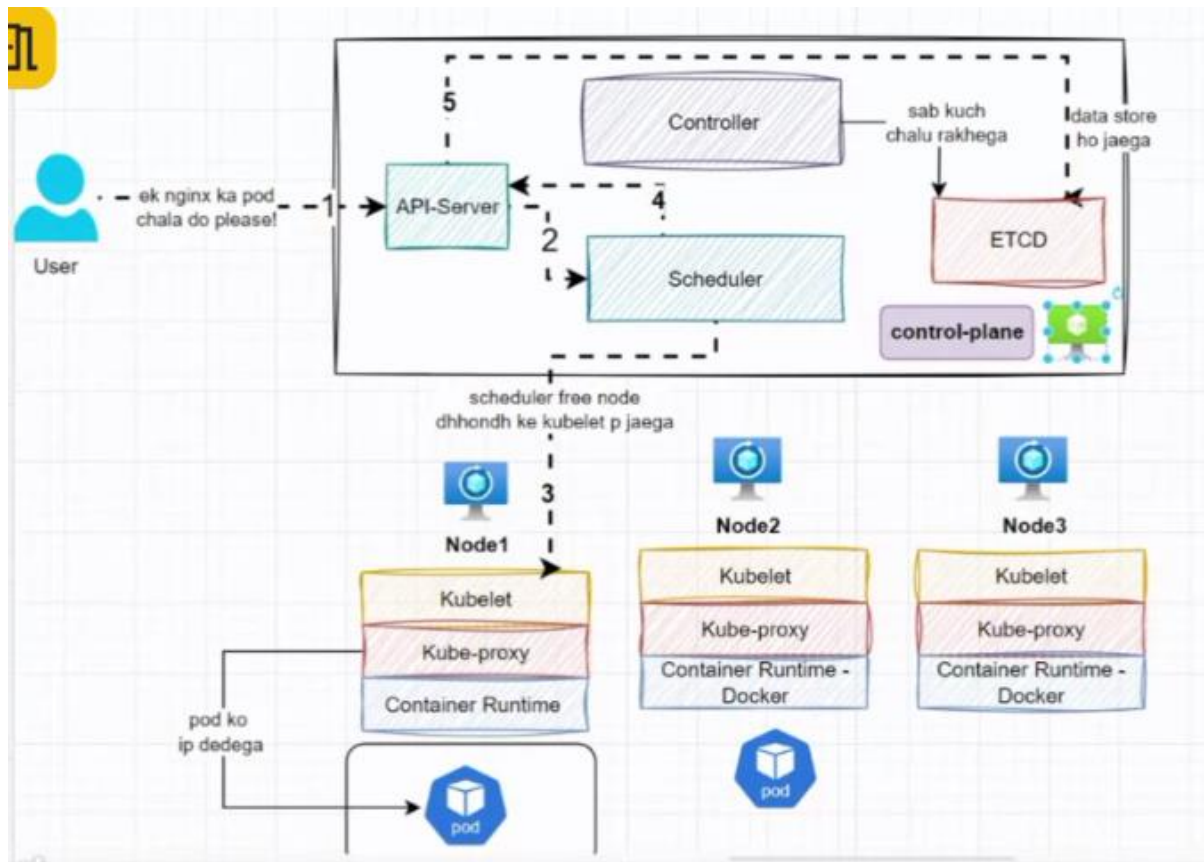 5
Controller
sab kuch
chalu rakhega
data store
ho jaega
ek nginx ka pod
chala do please!
1
API-Server
4
2
ETCD
User
Scheduler
control-plane
scheduler free node
dhhondh ke kubelet p jaega
3
Node1
Node2
Node3
Kubelet
Kube-proxy
Container Runtime
Kubelet
Kube-proxy
Container Runtime -
Docker
Kubelet
Kube-proxy
Container Runtime -
Docker
pod ko
ip dedega
pod
pod